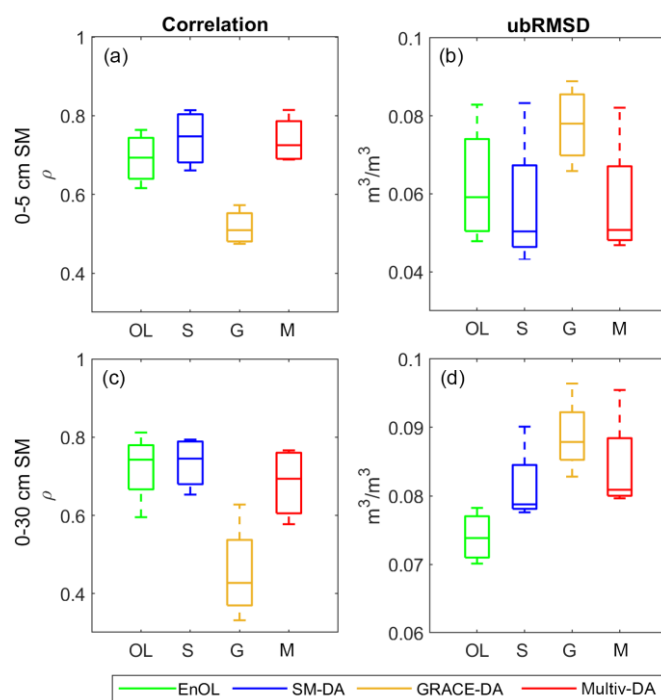 Correlation
ubRMSD
(a)
(b)
0-5 cm SM
ρ
1
0.8
0.6
0.4
OL S G M
m³/m³
0.1
0.08
0.06
0.04
OL S G M
(c)
(d)
0-30 cm SM
ρ
1
0.8
0.6
0.4
OL S G M
m³/m³
0.1
0.09
0.08
0.07
0.06
OL S G M
EnOL SM-DA GRACE-DA Multiv-DA